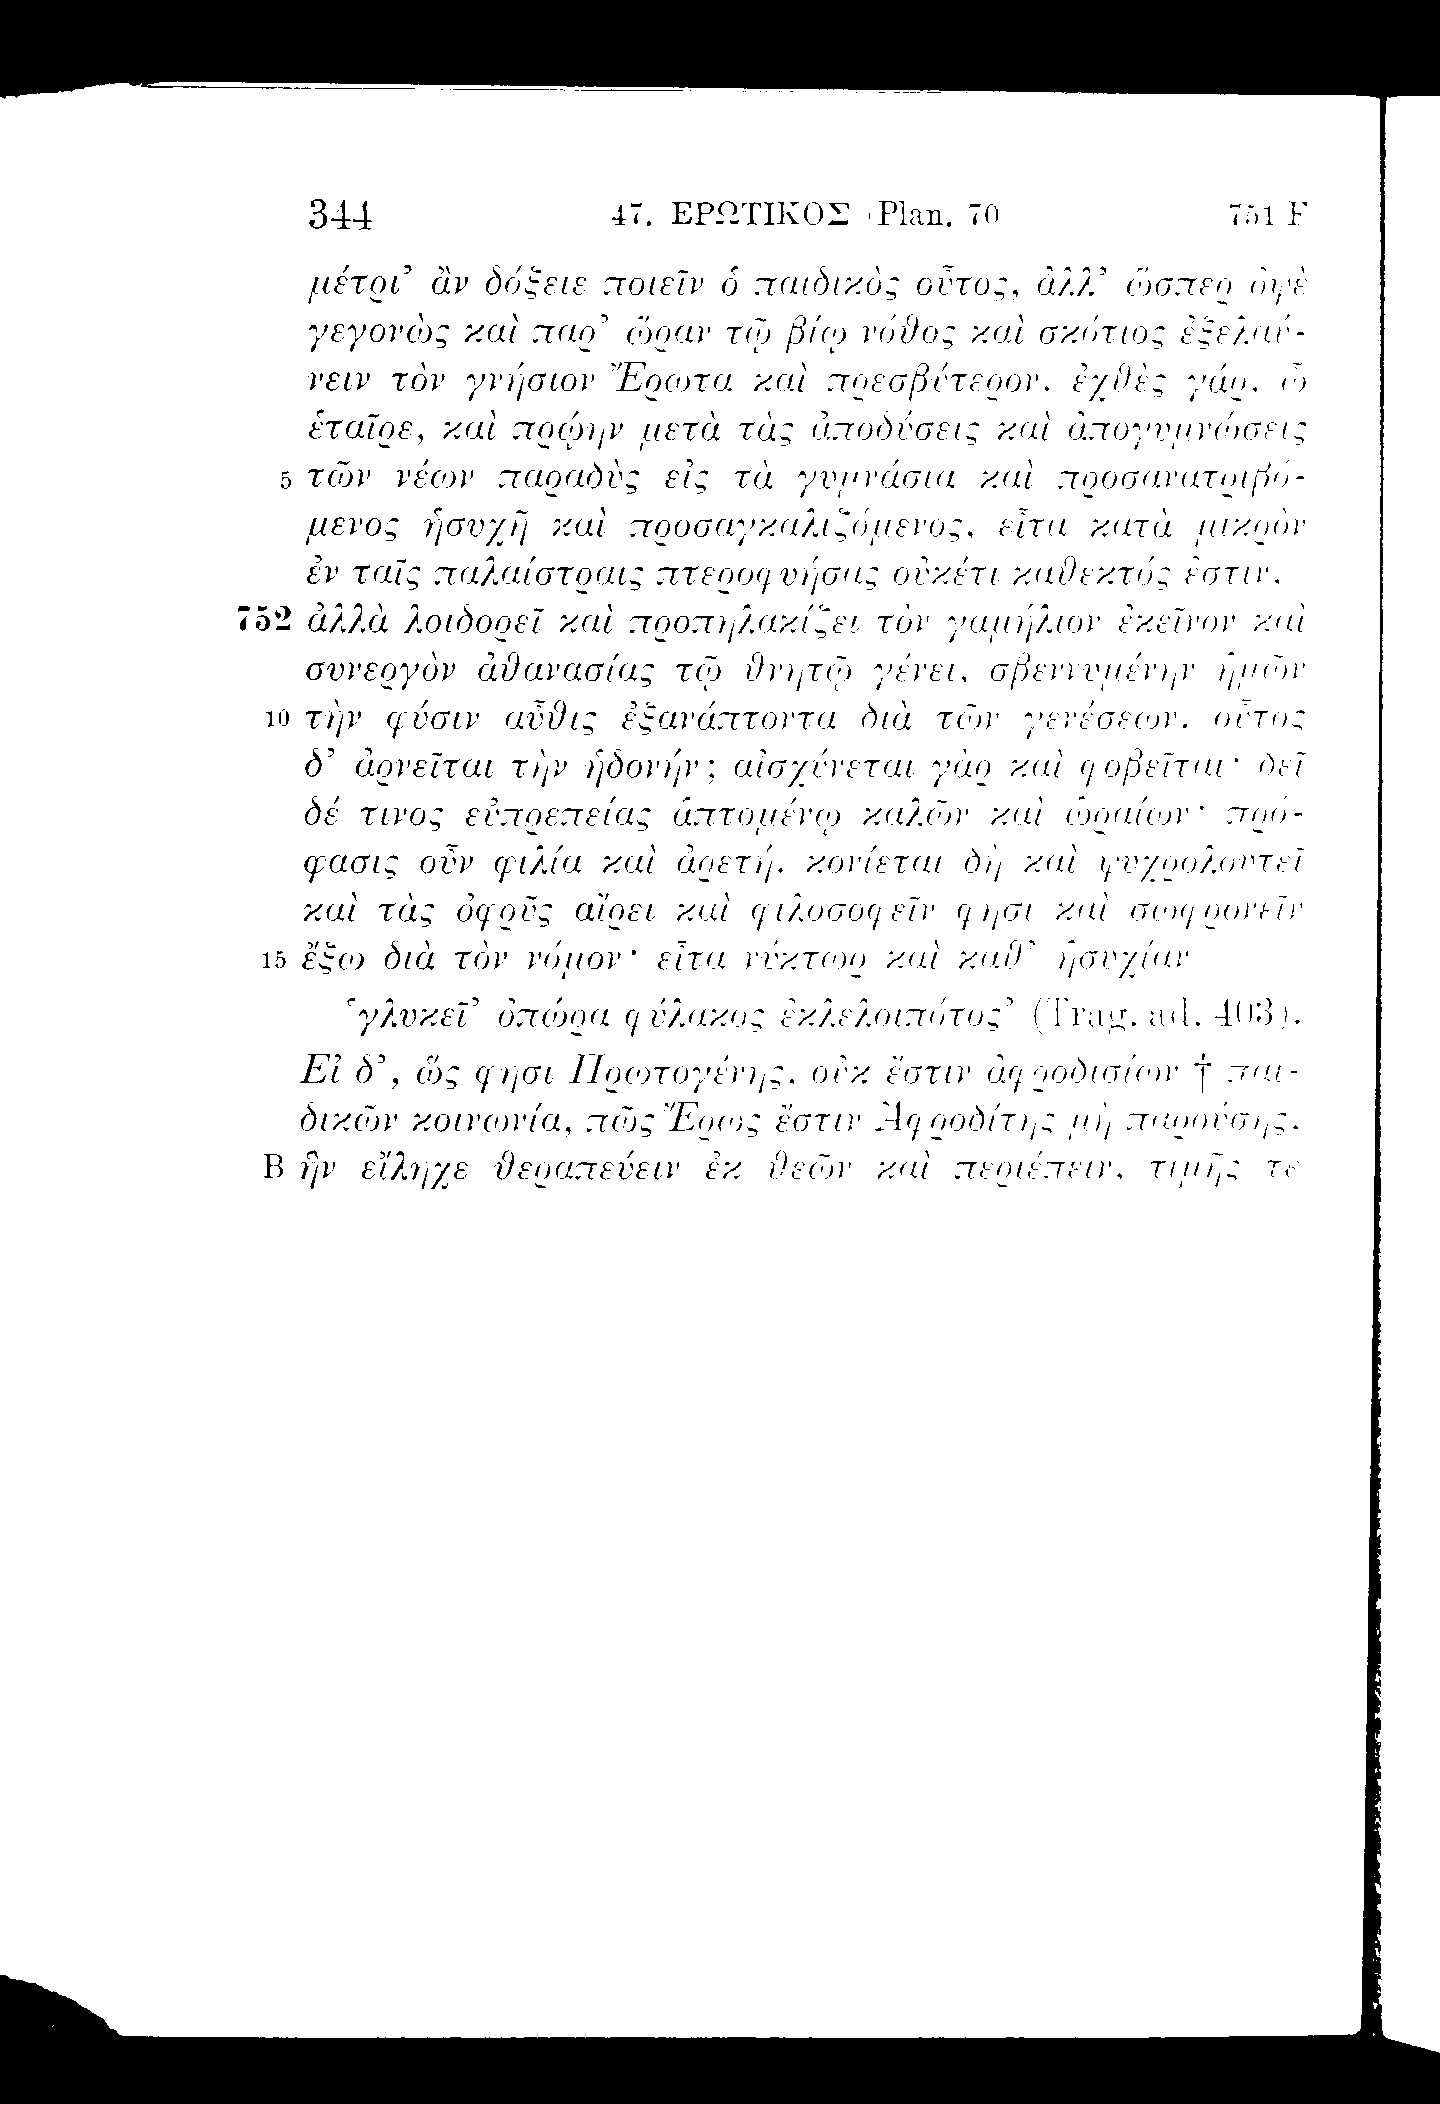 344 47. ΕΡΩΤΙΚΟΣ (Plan. 70 751 F
μέτρι’ ἂν δόξειε ποιεῖν ὁ παιδικὸς οὗτος, ἀλλ’ ὥσπερ ὀψὲ
γεγονὼς καὶ παρ’ ὥραν τῷ βίῳ νόθος καὶ σκότιος ἐξελαύ-
νειν τὸν γνήσιον Ἔρωτα καὶ πρεσβύτερον. ἐχθὲς γάρ, ὦ
ἑταῖρε, καὶ πρῴην μετὰ τὰς ἀποδύσεις καὶ ἀπογυμνώσεις
5 τῶν νέων παραδὺς εἰς τὰ γυμνάσια καὶ προσανατριβό-
μενος ἡσυχῆ καὶ προσαγκαλιζόμενος, εἶτα κατὰ μικρὸν
ἐν ταῖς παλαίστραις πτεροφυήσας οὐκέτι καθεκτός ἐστιν,
752 ἀλλὰ λοιδορεῖ καὶ προπηλακίζει τὸν γαμήλιον ἐκεῖνον καὶ
συνεργὸν ἀθανασίας τῷ θνητῷ γένει, σβεννυμένην ἡμῶν
10 τὴν φύσιν αὖθις ἐξανάπτοντα διὰ τῶν γενέσεων. οὗτος
δ’ ἀρνεῖται τὴν ἡδονήν; αἰσχύνεται γὰρ καὶ φοβεῖται· δεῖ
δέ τινος εὐπρεπείας ἁπτομένῳ καλῶν καὶ ὡραίων· πρό-
φασις οὖν φιλία καὶ ἀρετή. κονίεται δὴ καὶ ψυχρολουτεῖ
καὶ τὰς ὀφρῦς αἴρει καὶ φιλοσοφεῖν φησι καὶ σωφρονεῖν
15 ἔξω διὰ τὸν νόμον· εἶτα νύκτωρ καὶ καθ’ ἡσυχίαν
‘γλυκεῖ’ ὀπώρα φύλακος ἐκλελοιπότος’ (Trag. ad. 403).
Εἰ δ’, ὥς φησι Πρωτογένης, οὐκ ἔστιν ἀφροδισίων † παι-
δικῶν κοινωνία, πῶς Ἔρως ἔστιν Ἀφροδίτης μὴ παρούσης,
B ἣν εἴληχε θεραπεύειν ἐκ θεῶν καὶ περιέπειν, τιμῆς τε